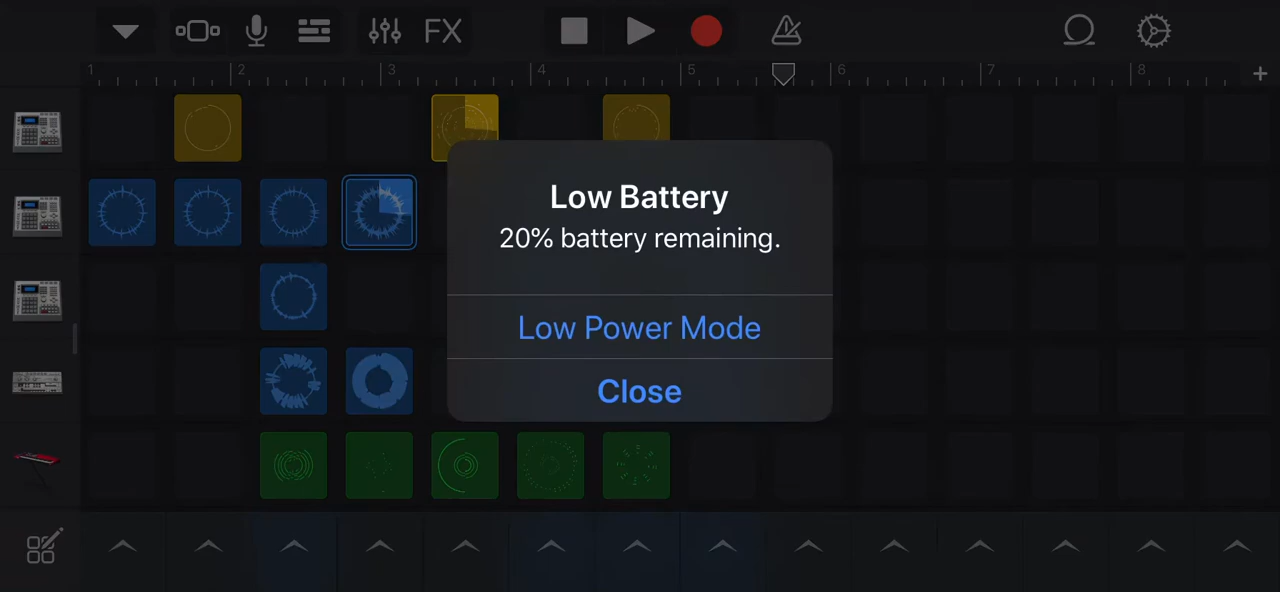 FX
1 2 3 4 5 6 7 8
Low Battery
20% battery remaining.
Low Power Mode
Close